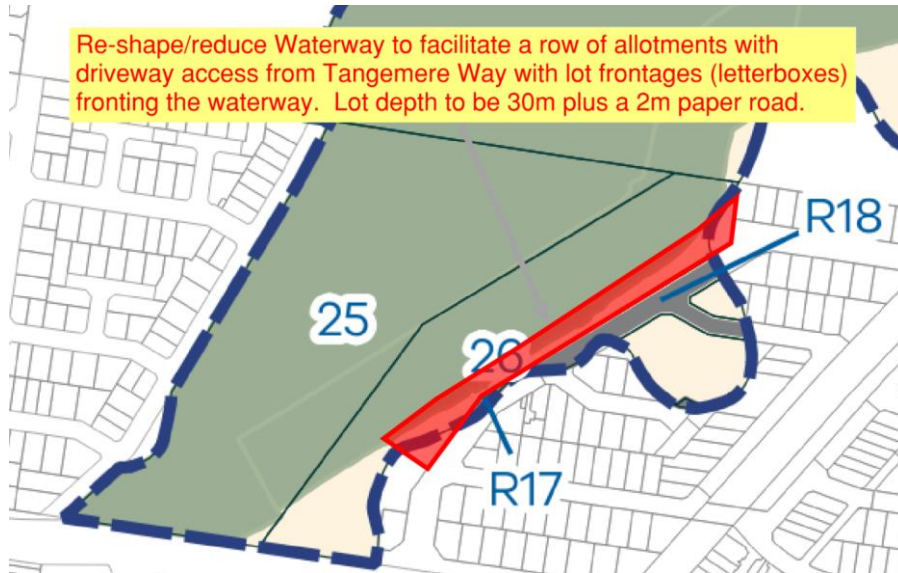 Re-shape/reduce Waterway to facilitate a row of allotments with
driveway access from Tangemere Way with lot frontages (letterboxes)
fronting the waterway.  Lot depth to be 30m plus a 2m paper road.
R18
25
26
R17